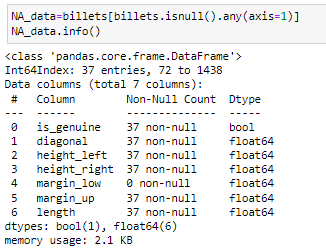 NA_data=billets[billets.isnull().any(axis=1)]
NA_data.info()
<class 'pandas.core.frame.DataFrame'>
Int64Index: 37 entries, 72 to 1438
Data columns (total 7 columns):
 #   Column        Non-Null Count  Dtype
---  ------        --------------  -----
 0   is_genuine    37 non-null     bool
 1   diagonal      37 non-null     float64
 2   height_left   37 non-null     float64
 3   height_right  37 non-null     float64
 4   margin_low    0 non-null      float64
 5   margin_up     37 non-null     float64
 6   length        37 non-null     float64
dtypes: bool(1), float64(6)
memory usage: 2.1 KB